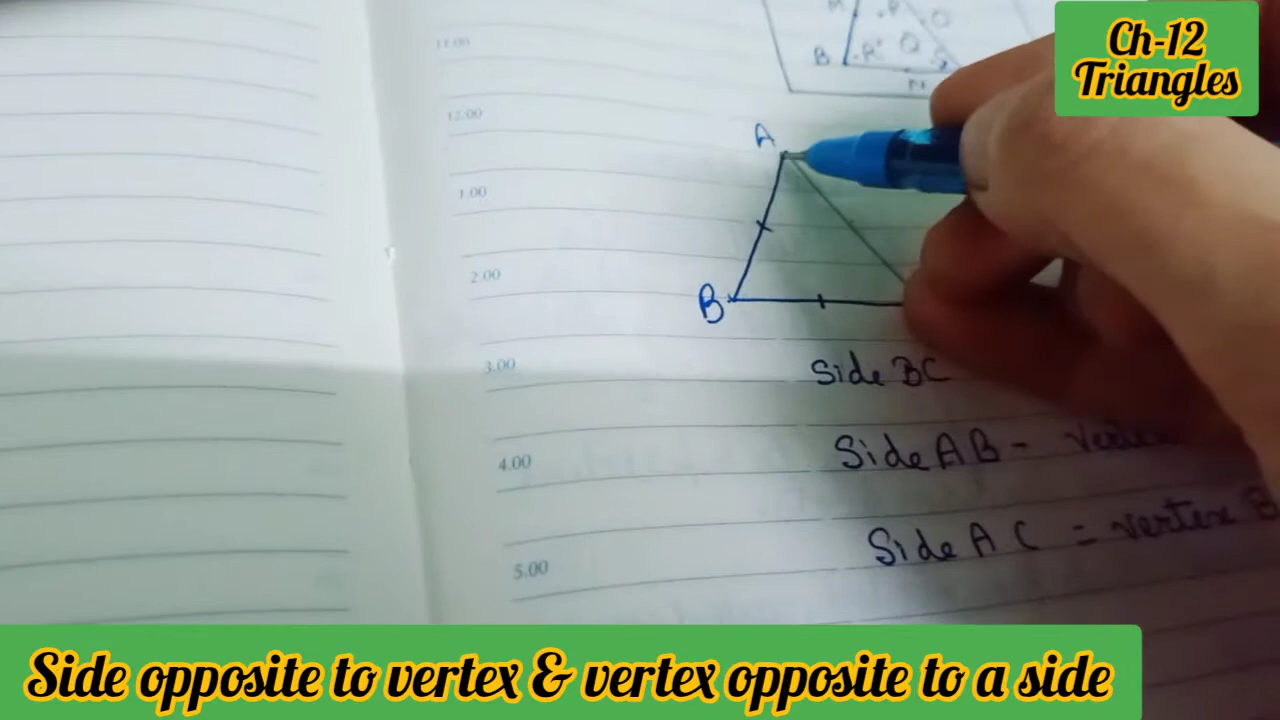 Ch-12
Triangles
11.00
B
12.00
A
1.00
2.00
B
3.00
Side BC
4.00
Side AB -
Side AC = vertex B
5.00
Side opposite to vertex & vertex opposite to a side